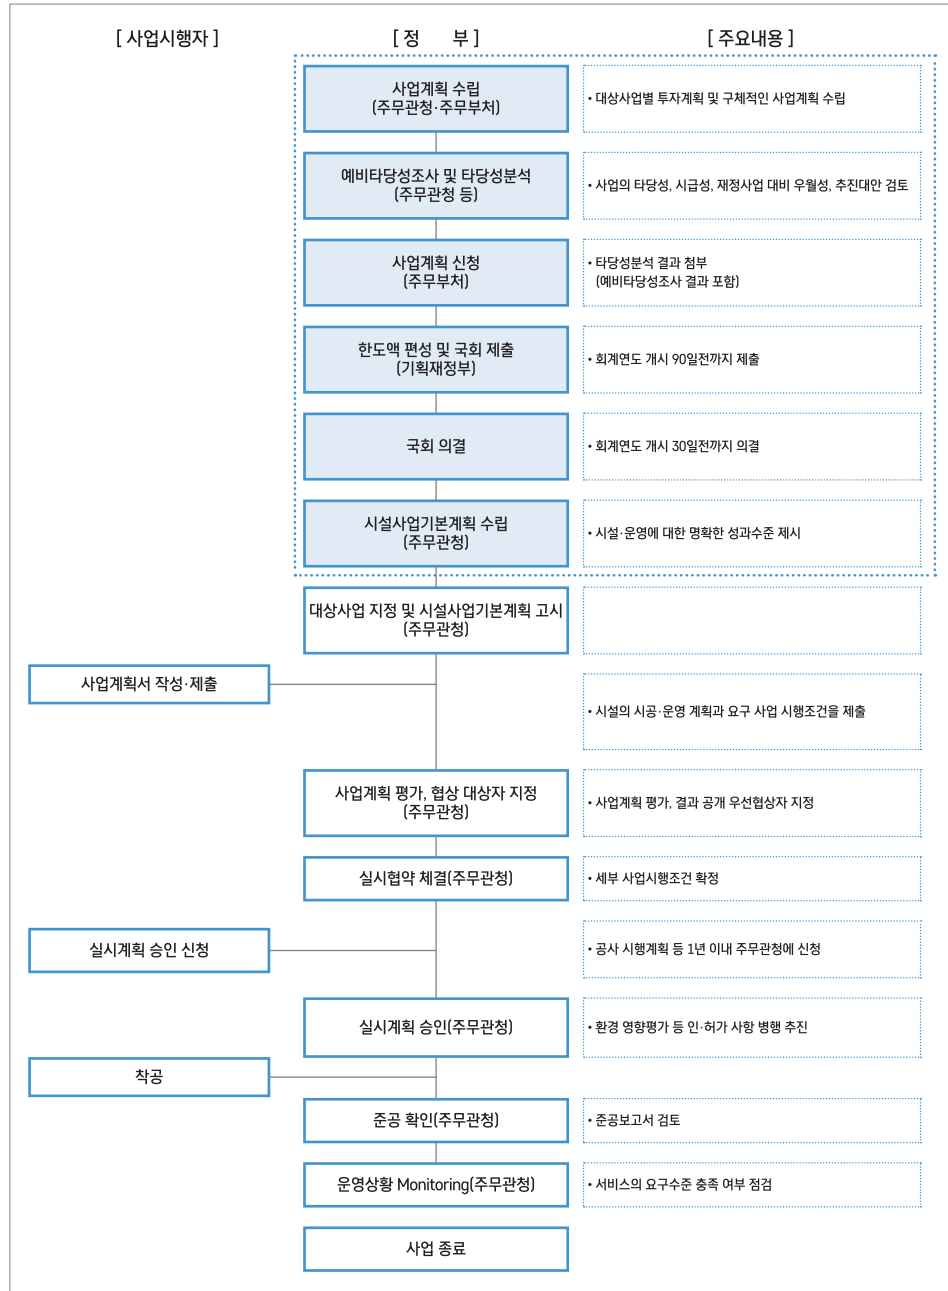 [ 사업시행자 ]
[ 정 부 ]
[ 주요내용 ]
사업계획 수립
(주무관청·주무부처)
• 대상사업별 투자계획 및 구체적인 사업계획 수립
예비타당성조사 및 타당성분석
(주무관청 등)
• 사업의 타당성, 시급성, 재정사업 대비 우월성, 추진대안 검토
사업계획 신청
(주무부처)
• 타당성분석 결과 첨부
(예비타당성조사 결과 포함)
한도액 편성 및 국회 제출
(기획재정부)
• 회계연도 개시 90일전까지 제출
국회 의결
• 회계연도 개시 30일전까지 의결
시설사업기본계획 수립
(주무관청)
• 시설·운영에 대한 명확한 성과수준 제시
대상사업 지정 및 시설사업기본계획 고시
(주무관청)
사업계획서 작성·제출
• 시설의 시공·운영 계획과 요구 사업 시행조건을 제출
사업계획 평가, 협상 대상자 지정
(주무관청)
• 사업계획 평가, 결과 공개 우선협상자 지정
실시협약 체결(주무관청)
• 세부 사업시행조건 확정
실시계획 승인 신청
• 공사 시행계획 등 1년 이내 주무관청에 신청
실시계획 승인(주무관청)
• 환경 영향평가 등 인·허가 사항 병행 추진
착공
준공 확인(주무관청)
• 준공보고서 검토
운영상황 Monitoring(주무관청)
• 서비스의 요구수준 충족 여부 점검
사업 종료